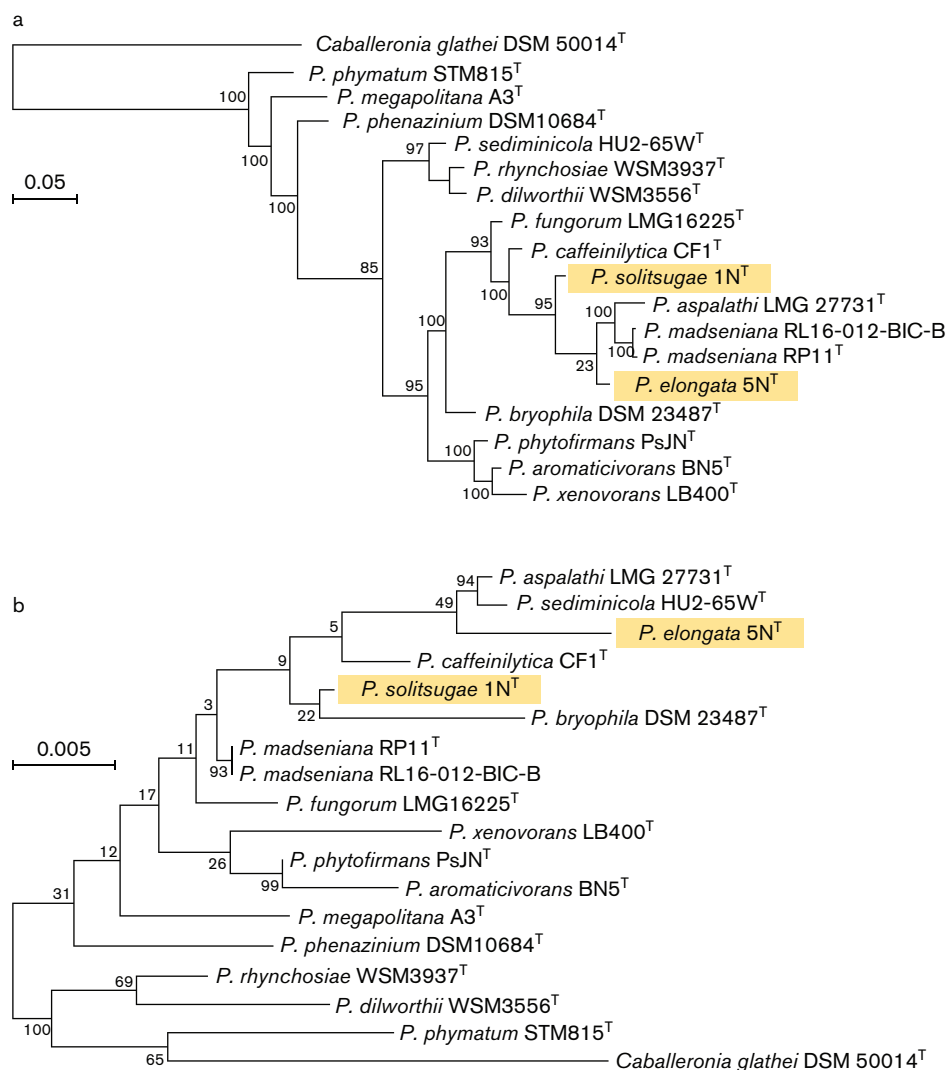 a
Caballeronia glathei DSM 50014ᵀ
P. phymatum STM815ᵀ
100
P. megapolitana A3ᵀ
100
P. phenazinium DSM10684ᵀ
100
P. sediminicola HU2-65Wᵀ
97
P. rhynchosiae WSM3937ᵀ
0.05
P. dilworthii WSM3556ᵀ
P. fungorum LMG16225ᵀ
93
P. caffeinilytica CF1ᵀ
85
P. solitsugae 1Nᵀ
100
P. aspalathi LMG 27731ᵀ
95
100
100
P. madseniana RL16-012-BIC-B
100
P. madseniana RP11ᵀ
23
P. elongata 5Nᵀ
95
P. bryophila DSM 23487ᵀ
P. phytofirmans PsJNᵀ
100
P. aromaticivorans BN5ᵀ
100
P. xenovorans LB400ᵀ
b
P. aspalathi LMG 27731ᵀ
94
P. sediminicola HU2-65Wᵀ
49
P. elongata 5Nᵀ
5
P. caffeinilytica CF1ᵀ
9
P. solitsugae 1Nᵀ
22
P. bryophila DSM 23487ᵀ
3
P. madseniana RP11ᵀ
0.005
11
93
P. madseniana RL16-012-BIC-B
17
P. fungorum LMG16225ᵀ
P. xenovorans LB400ᵀ
12
26
P. phytofirmans PsJNᵀ
99
P. aromaticivorans BN5ᵀ
31
P. megapolitana A3ᵀ
P. phenazinium DSM10684ᵀ
P. rhynchosiae WSM3937ᵀ
69
P. dilworthii WSM3556ᵀ
100
P. phymatum STM815ᵀ
65
Caballeronia glathei DSM 50014ᵀ